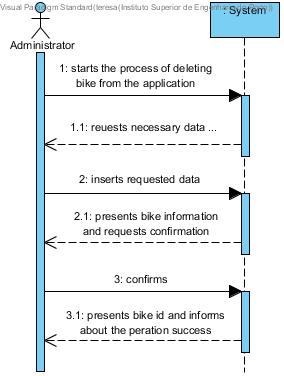 Visual Paradigm Standard(teresa(Instituto Superior de Engenharia do Porto))
: System
Administrator
1: starts the process of deleting
bike from the application
1.1: reuests necessary data ...
2: inserts requested data
2.1: presents bike information
and requests confirmation
3: confirms
3.1: presents bike id and informs
about the peration success